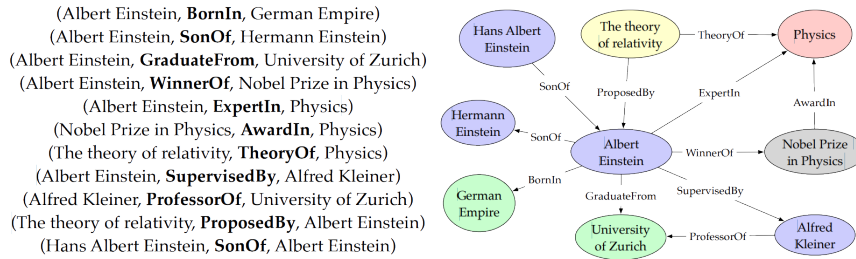 (Albert Einstein, BornIn, German Empire)
(Albert Einstein, SonOf, Hermann Einstein)
(Albert Einstein, GraduateFrom, University of Zurich)
(Albert Einstein, WinnerOf, Nobel Prize in Physics)
(Albert Einstein, ExpertIn, Physics)
(Nobel Prize in Physics, AwardIn, Physics)
(The theory of relativity, TheoryOf, Physics)
(Albert Einstein, SupervisedBy, Alfred Kleiner)
(Alfred Kleiner, ProfessorOf, University of Zurich)
(The theory of relativity, ProposedBy, Albert Einstein)
(Hans Albert Einstein, SonOf, Albert Einstein)
Hans Albert
Einstein
The theory
of relativity
TheoryOf
Physics
SonOf
ProposedBy
ExpertIn
AwardIn
Hermann
Einstein
SonOf
Albert
Einstein
WinnerOf
Nobel Prize
in Physics
BornIn
GraduateFrom
SupervisedBy
German
Empire
University
of Zurich
ProfessorOf
Alfred
Kleiner